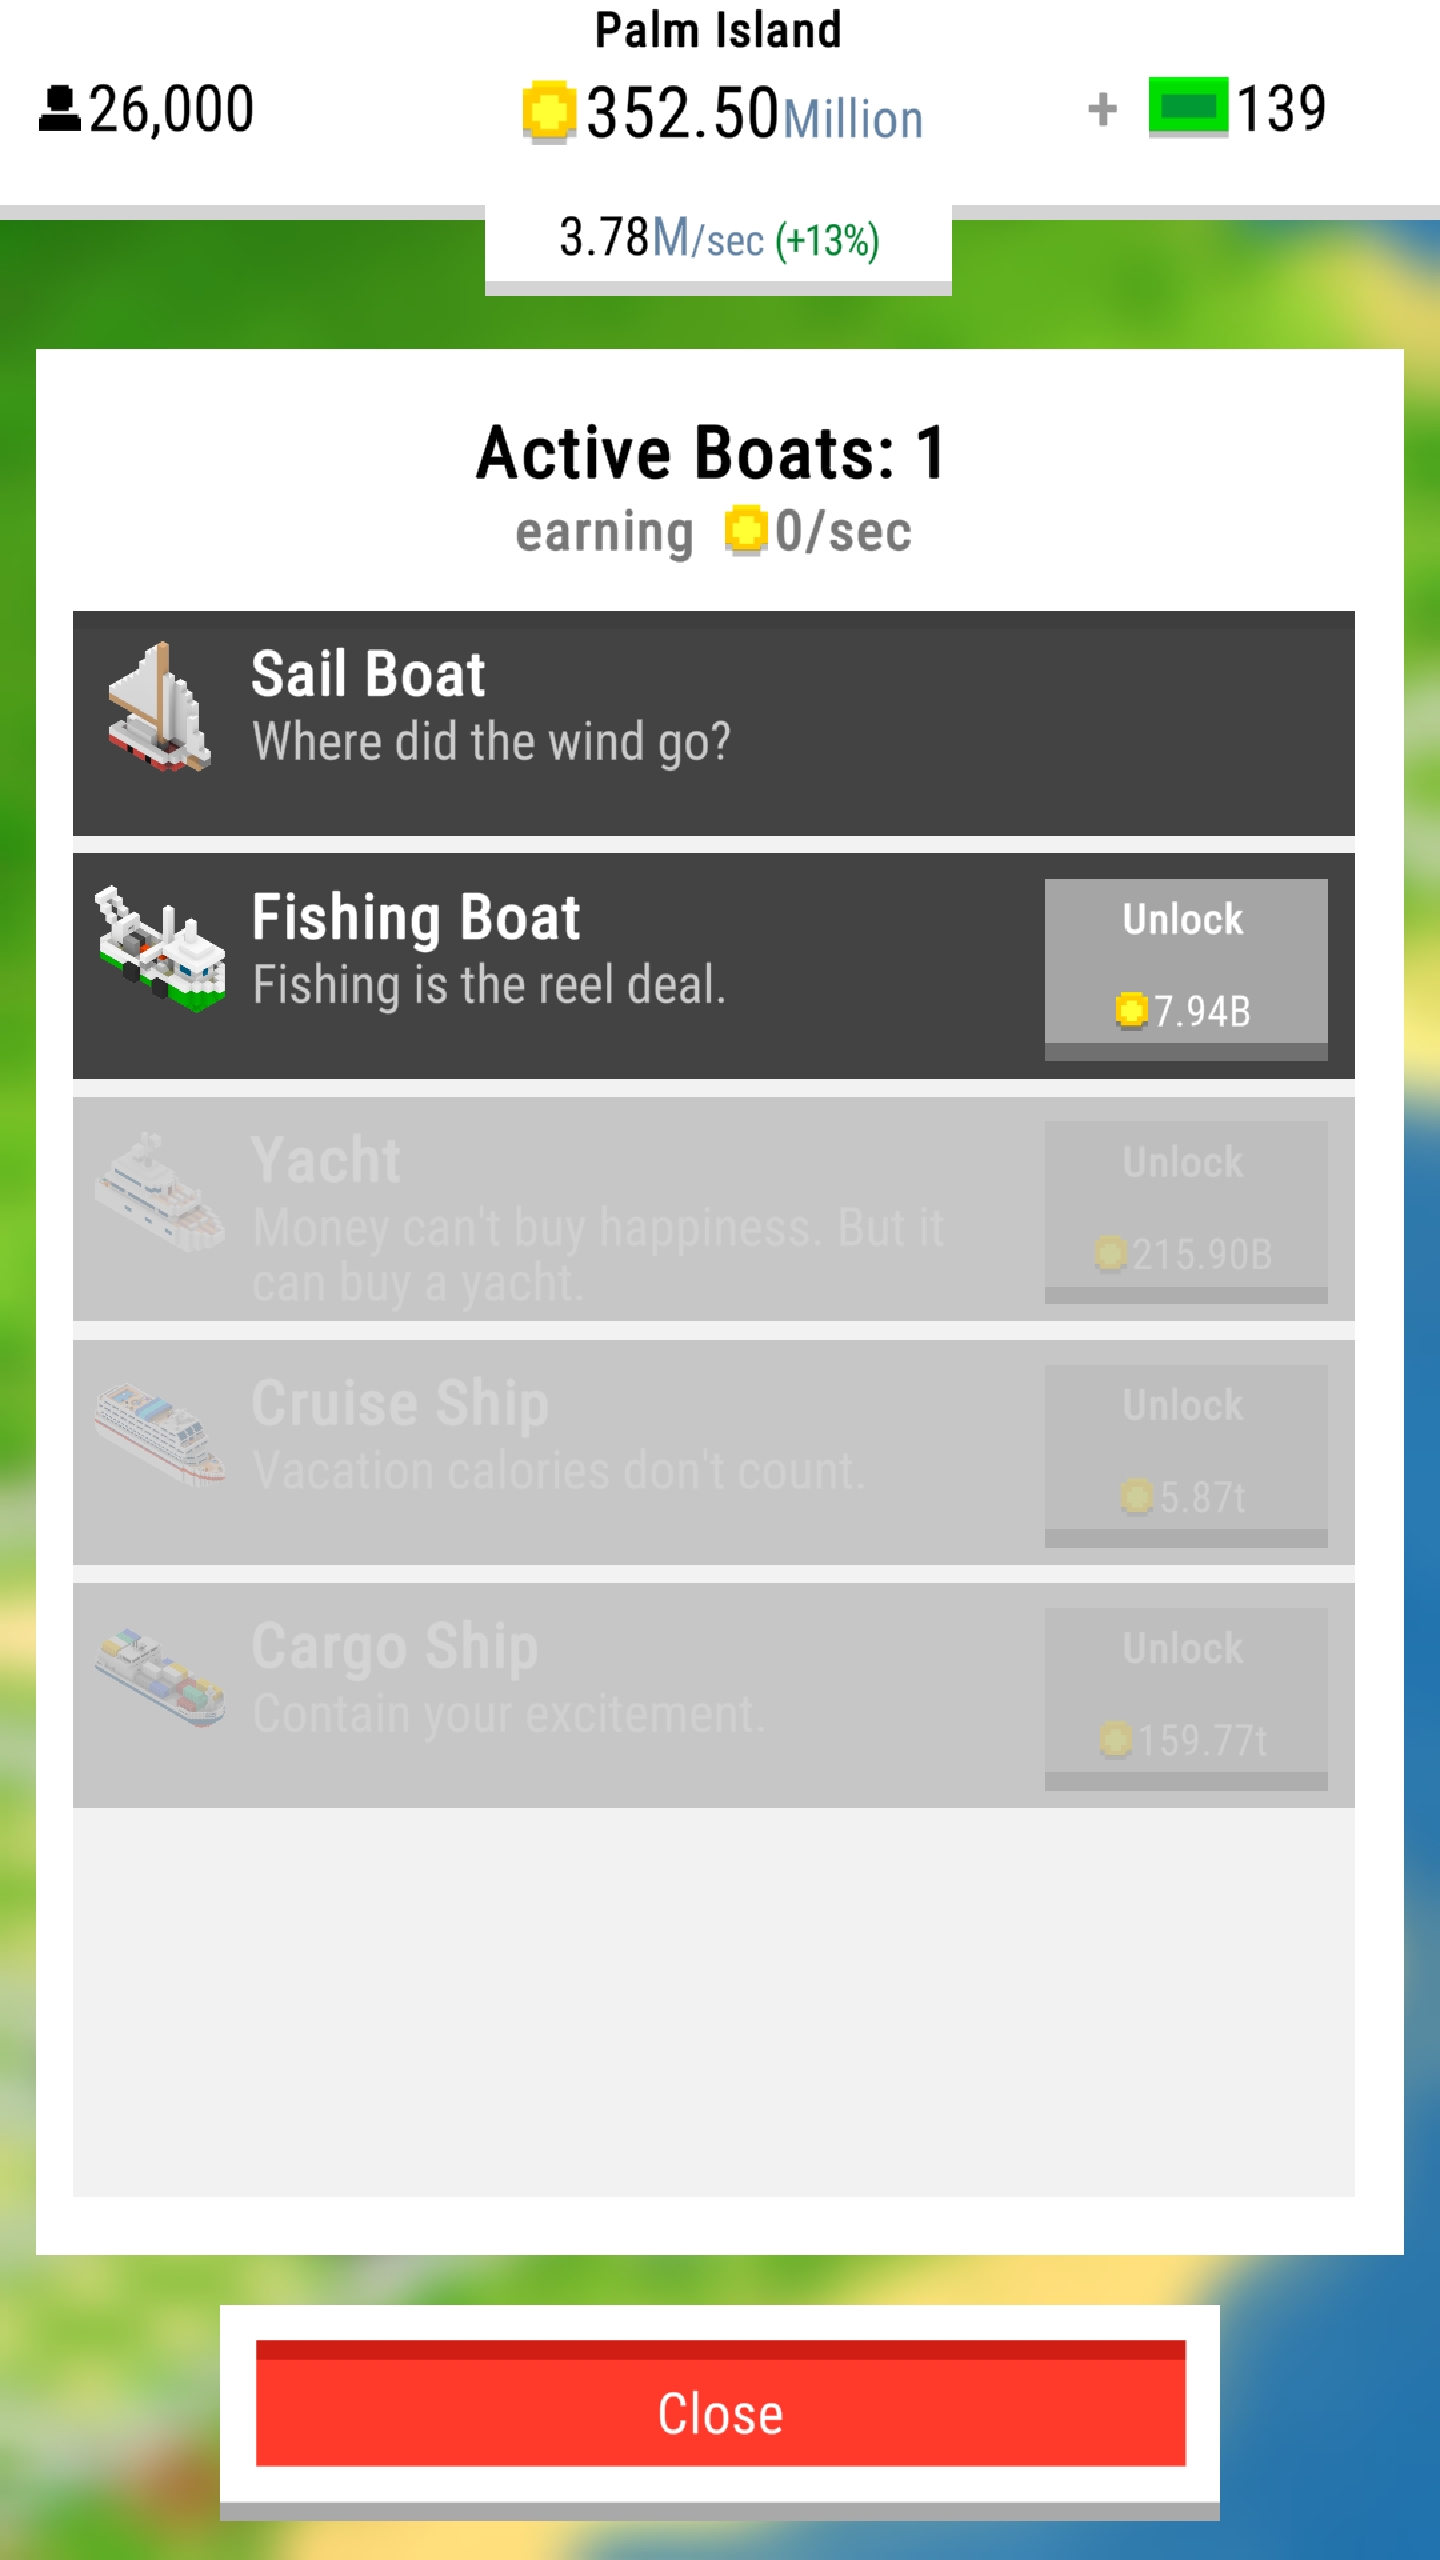 Palm Island
26,000
352.50Million
+ 139
3.78M/sec (+13%)
Active Boats: 1
earning 0/sec
Sail Boat
Where did the wind go?
Fishing Boat
Fishing is the reel deal.
Unlock
7.94B
Yacht
Money can't buy happiness. But it
can buy a yacht.
Unlock
215.90B
Cruise Ship
Vacation calories don't count.
Unlock
5.87t
Cargo Ship
Contain your excitement.
Unlock
159.77t
Close